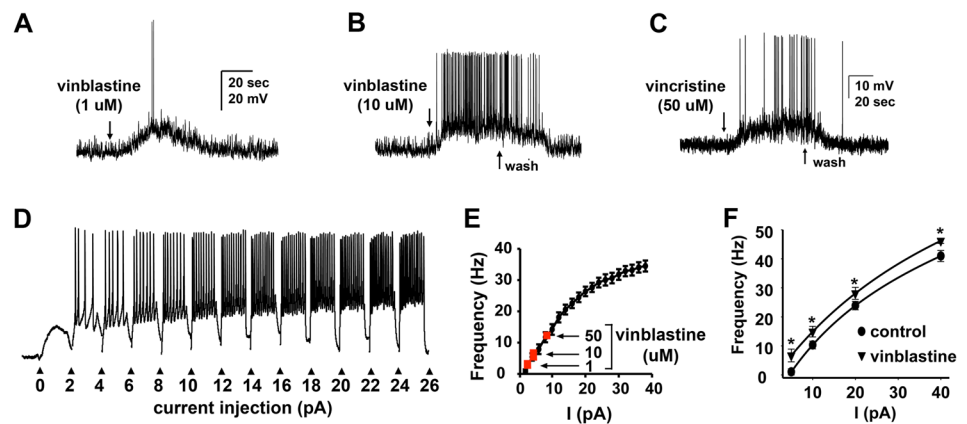 A
vinblastine
(1 uM)
20 sec
20 mV
B
vinblastine
(10 uM)
wash
C
vincristine
(50 uM)
10 mV
20 sec
wash
D
0 2 4 6 8 10 12 14 16 18 20 22 24 26
current injection (pA)
E
Frequency (Hz)
40
30
20
10
0
0 10 20 30 40
I (pA)
50
10
1
vinblastine
(uM)
F
Frequency (Hz)
50
40
30
20
10
0
0 10 20 30 40
I (pA)
* * * *
control
vinblastine